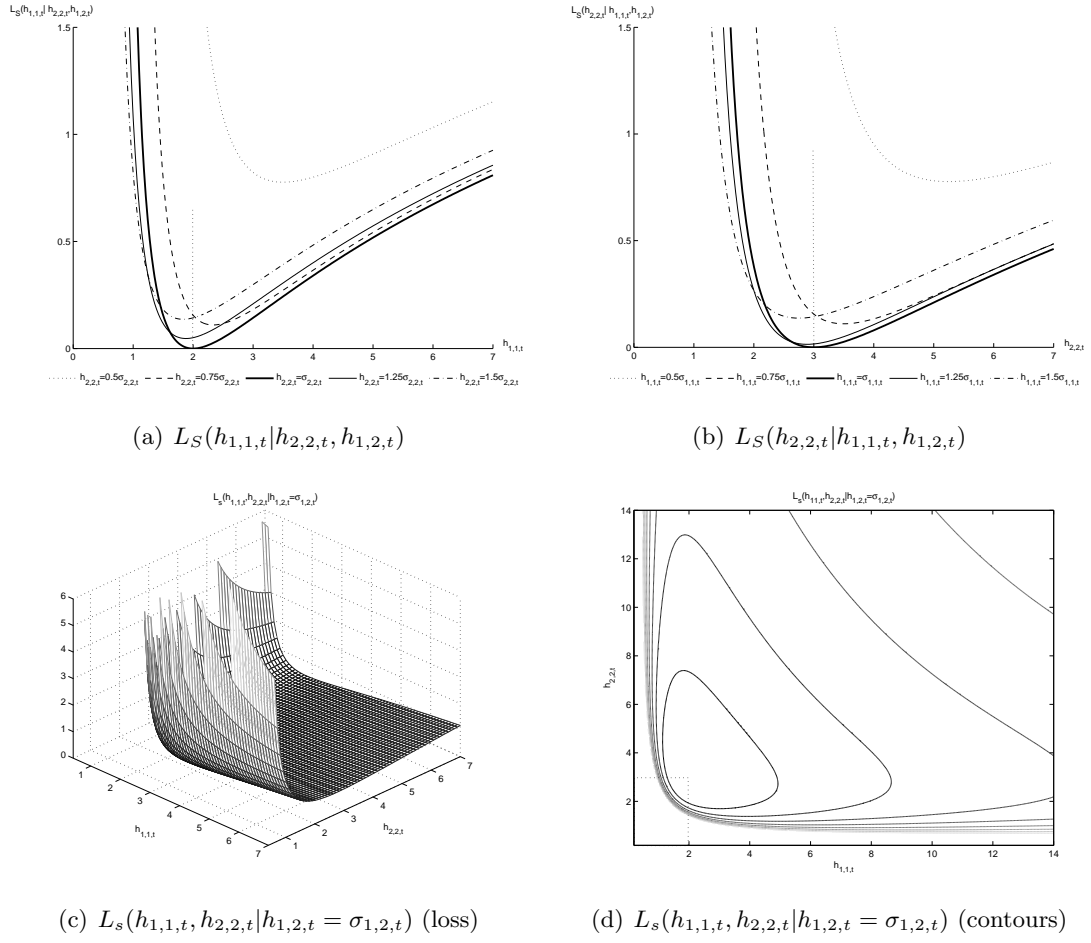 L_S(h_{1,1,t}| h_{2,2,t},h_{1,2,t})
1.5
1
0.5
0
0 1 2 3 4 5 6 7
h_{1,1,t}
h_{2,2,t}=0.5σ_{2,2,t} h_{2,2,t}=0.75σ_{2,2,t} h_{2,2,t}=σ_{2,2,t} h_{2,2,t}=1.25σ_{2,2,t} h_{2,2,t}=1.5σ_{2,2,t}
(a) L_S(h_{1,1,t}|h_{2,2,t}, h_{1,2,t})
L_S(h_{2,2,t}| h_{1,1,t},h_{1,2,t})
1.5
1
0.5
0
0 1 2 3 4 5 6 7
h_{2,2,t}
h_{1,1,t}=0.5σ_{1,1,t} h_{1,1,t}=0.75σ_{1,1,t} h_{1,1,t}=σ_{1,1,t} h_{1,1,t}=1.25σ_{1,1,t} h_{1,1,t}=1.5σ_{1,1,t}
(b) L_S(h_{2,2,t}|h_{1,1,t}, h_{1,2,t})
L_s(h_{1,1,t},h_{2,2,t}|h_{1,2,t}=σ_{1,2,t})
6
5
4
3
2
1
0
1 2 3 4 5 6 7
h_{1,1,t}
1 2 3 4 5 6 7
h_{2,2,t}
(c) L_s(h_{1,1,t}, h_{2,2,t}|h_{1,2,t} = σ_{1,2,t}) (loss)
L_s(h_{11,t},h_{2,2,t}|h_{1,2,t}=σ_{1,2,t})
14
12
10
8
6
4
2
h_{2,2,t}
2 4 6 8 10 12 14
h_{1,1,t}
(d) L_s(h_{1,1,t}, h_{2,2,t}|h_{1,2,t} = σ_{1,2,t}) (contours)